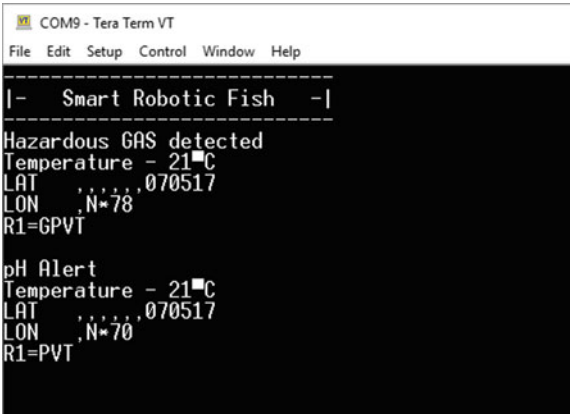 VT COM9 - Tera Term VT
File Edit Setup Control Window Help
------------------------------
|- Smart Robotic Fish -|
------------------------------
Hazardous GAS detected
Temperature - 21▀C
LAT ,,,,,,070517
LON ,N*78
R1=GPVT
pH Alert
Temperature - 21▀C
LAT ,,,,,,070517
LON ,N*70
R1=PVT